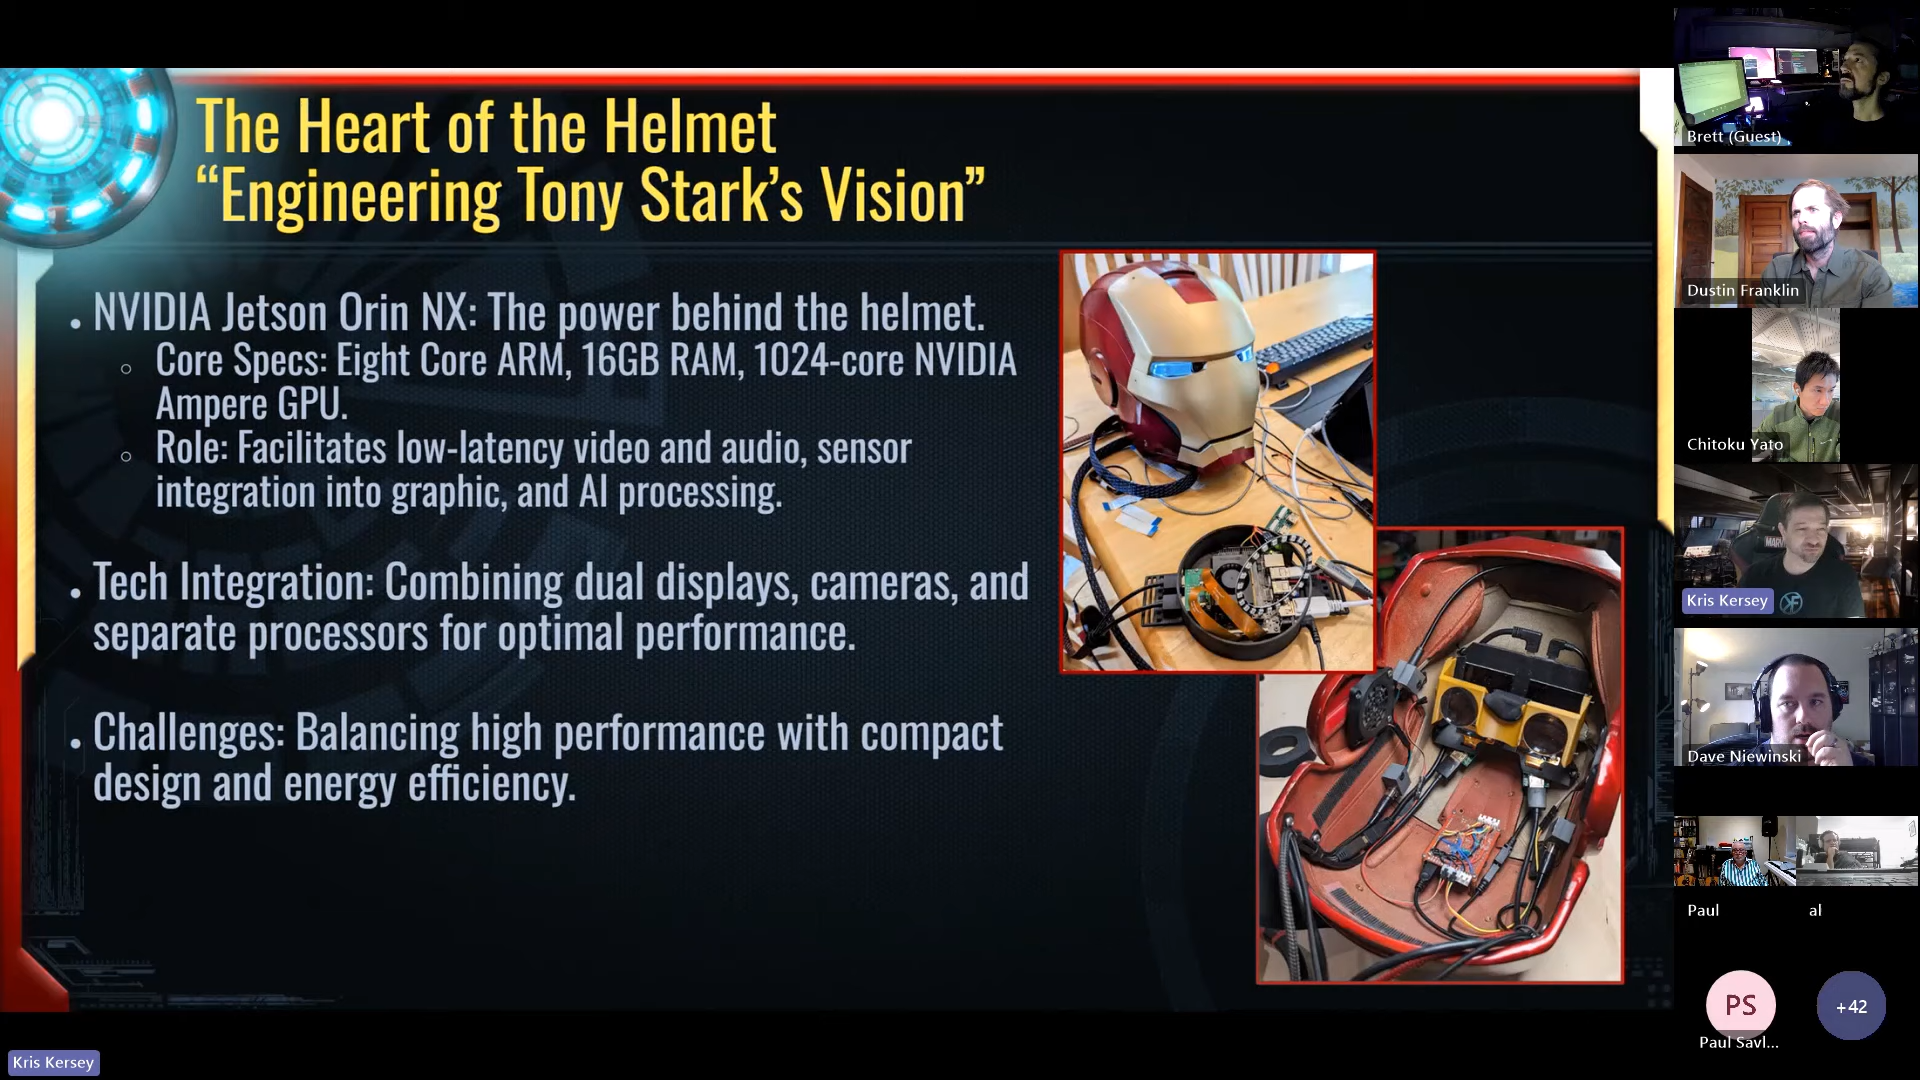 The Heart of the Helmet
“Engineering Tony Stark’s Vision”
• NVIDIA Jetson Orin NX: The power behind the helmet.
○ Core Specs: Eight Core ARM, 16GB RAM, 1024-core NVIDIA
Ampere GPU.
○ Role: Facilitates low-latency video and audio, sensor
integration into graphic, and AI processing.
• Tech Integration: Combining dual displays, cameras, and
separate processors for optimal performance.
• Challenges: Balancing high performance with compact
design and energy efficiency.
Kris Kersey
Brett (Guest)
Dustin Franklin
Chitoku Yato
Kris Kersey
Dave Niewinski
Paul
al
PS
+42
Paul Savl...